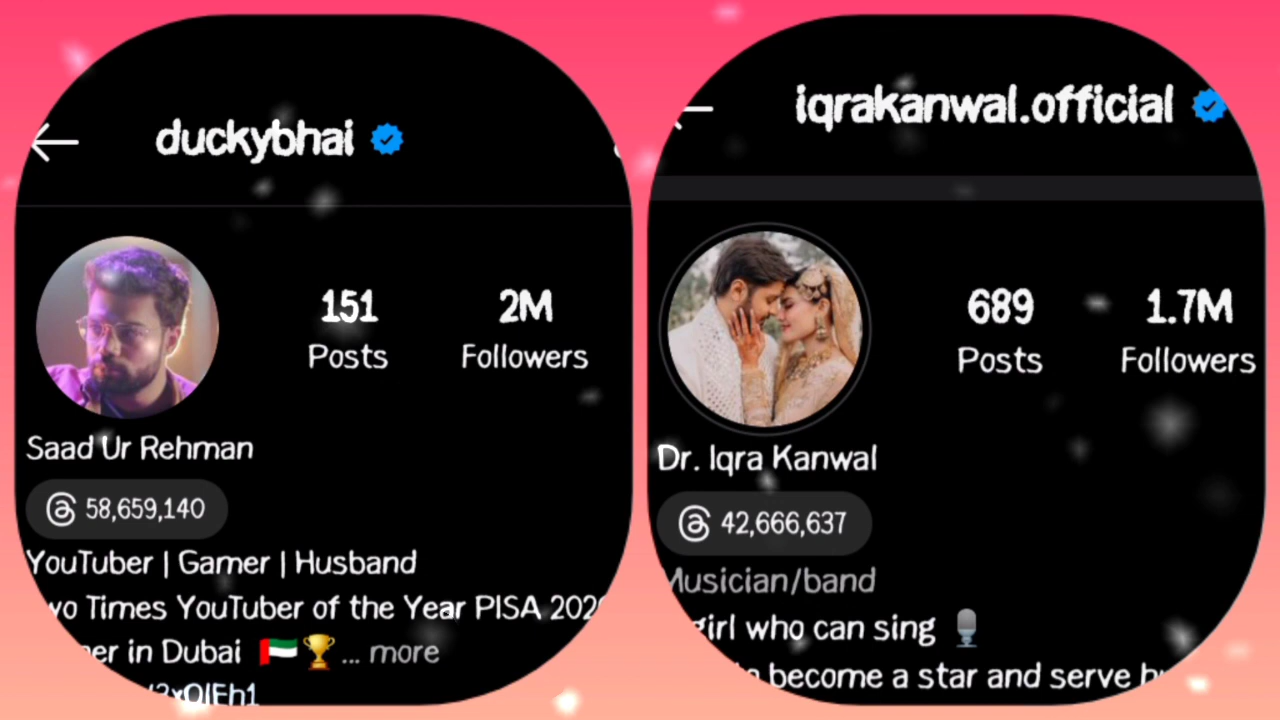 duckybhai
151
Posts
2M
Followers
Saad Ur Rehman
58,659,140
YouTuber | Gamer | Husband
Times YouTuber of the Year PISA
in Dubai 🇦🇪🏆... more
iqrakanwal.official
689
Posts
1.7M
Followers
Dr. Iqra Kanwal
42,666,637
Musician/band
girl who can sing 🎙️
become a star and serve